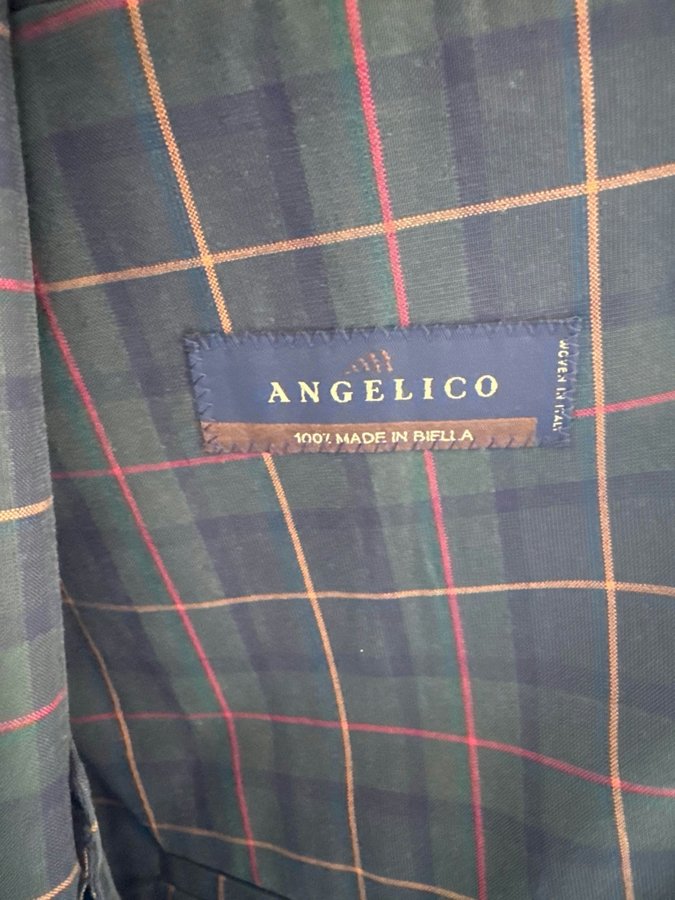 ANGELICO
100% MADE IN BIELLA
WOVEN IN ITALY